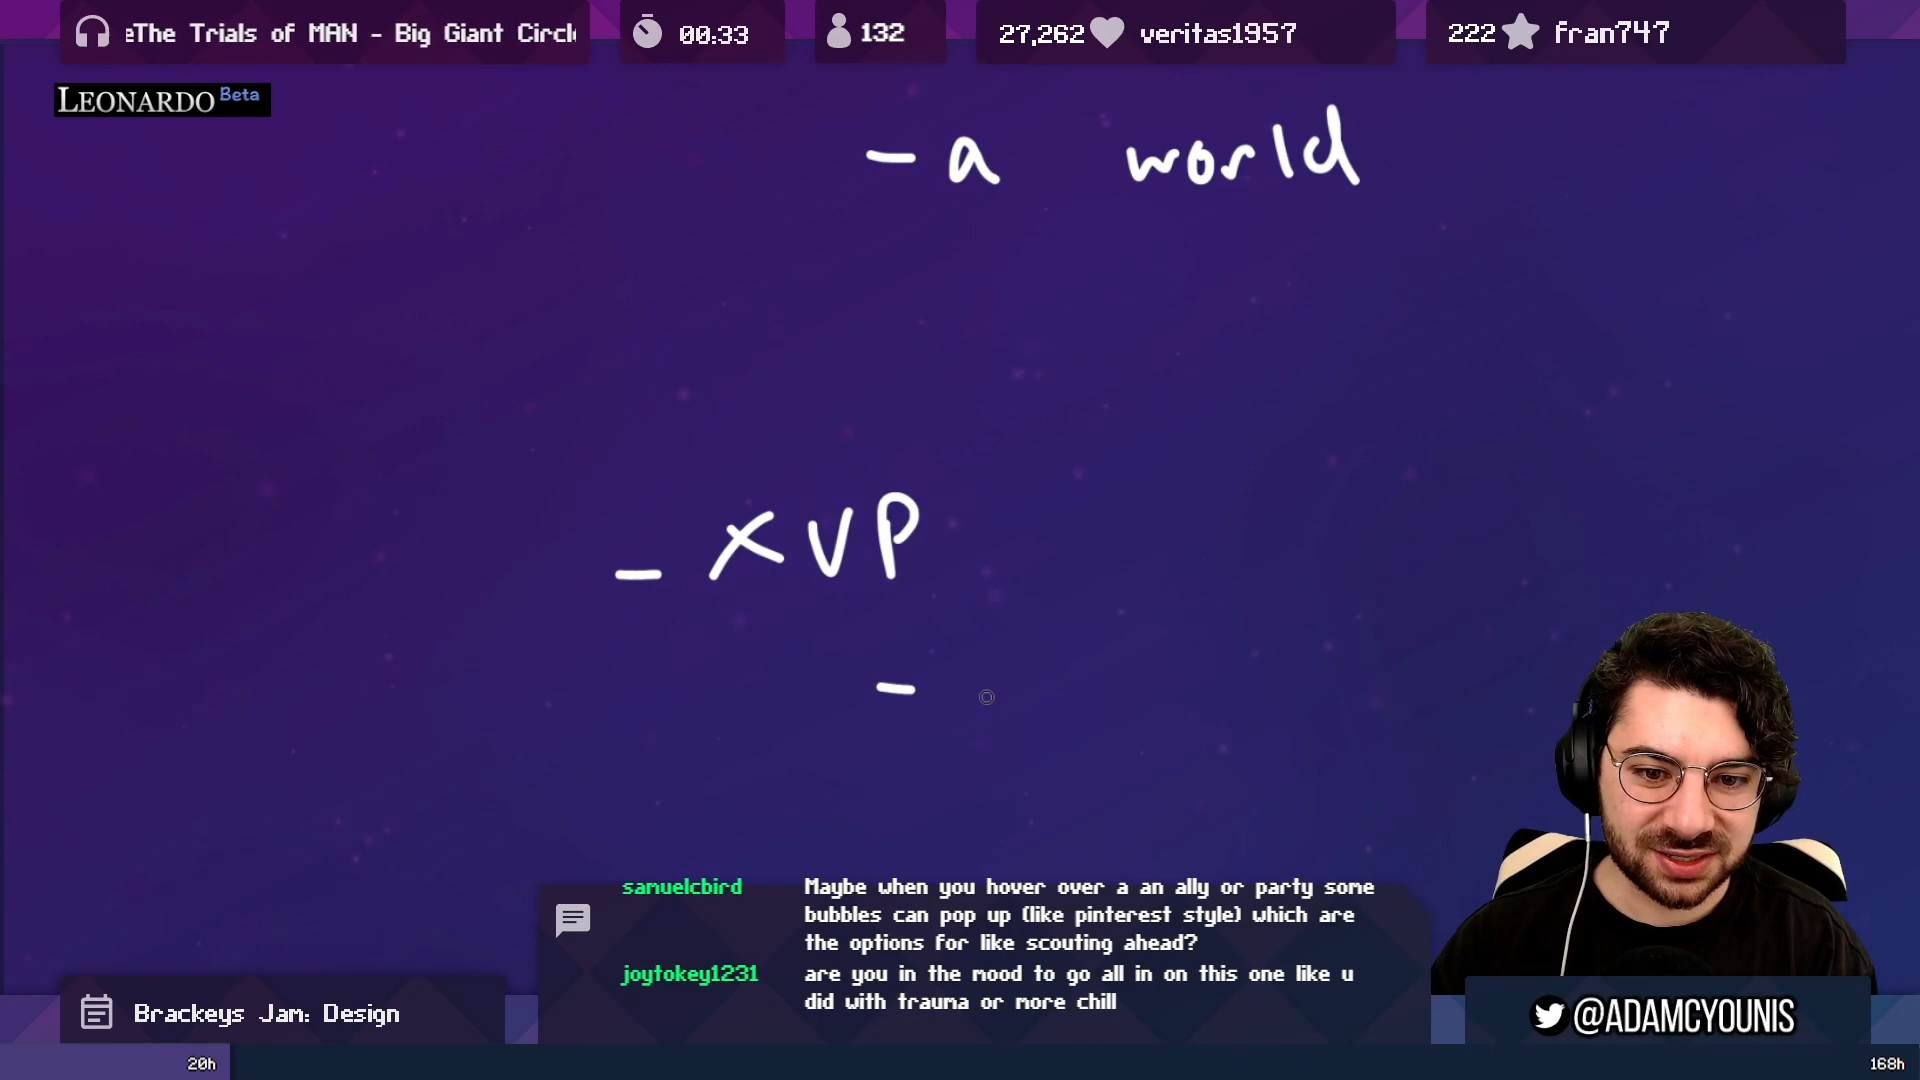 eThe Trials of MAN - Big Giant Circl
00:33
132
27,262 veritas1957
222 fran747
LEONARDO Beta
- a world
- XVP
-
samuelcbird Maybe when you hover over a an ally or party some
bubbles can pop up (like pinterest style) which are
the options for like scouting ahead?
joytokey1231 are you in the mood to go all in on this one like u
did with trauma or more chill
Brackeys Jam: Design
@ADAMCYOUNIS
20h
168h